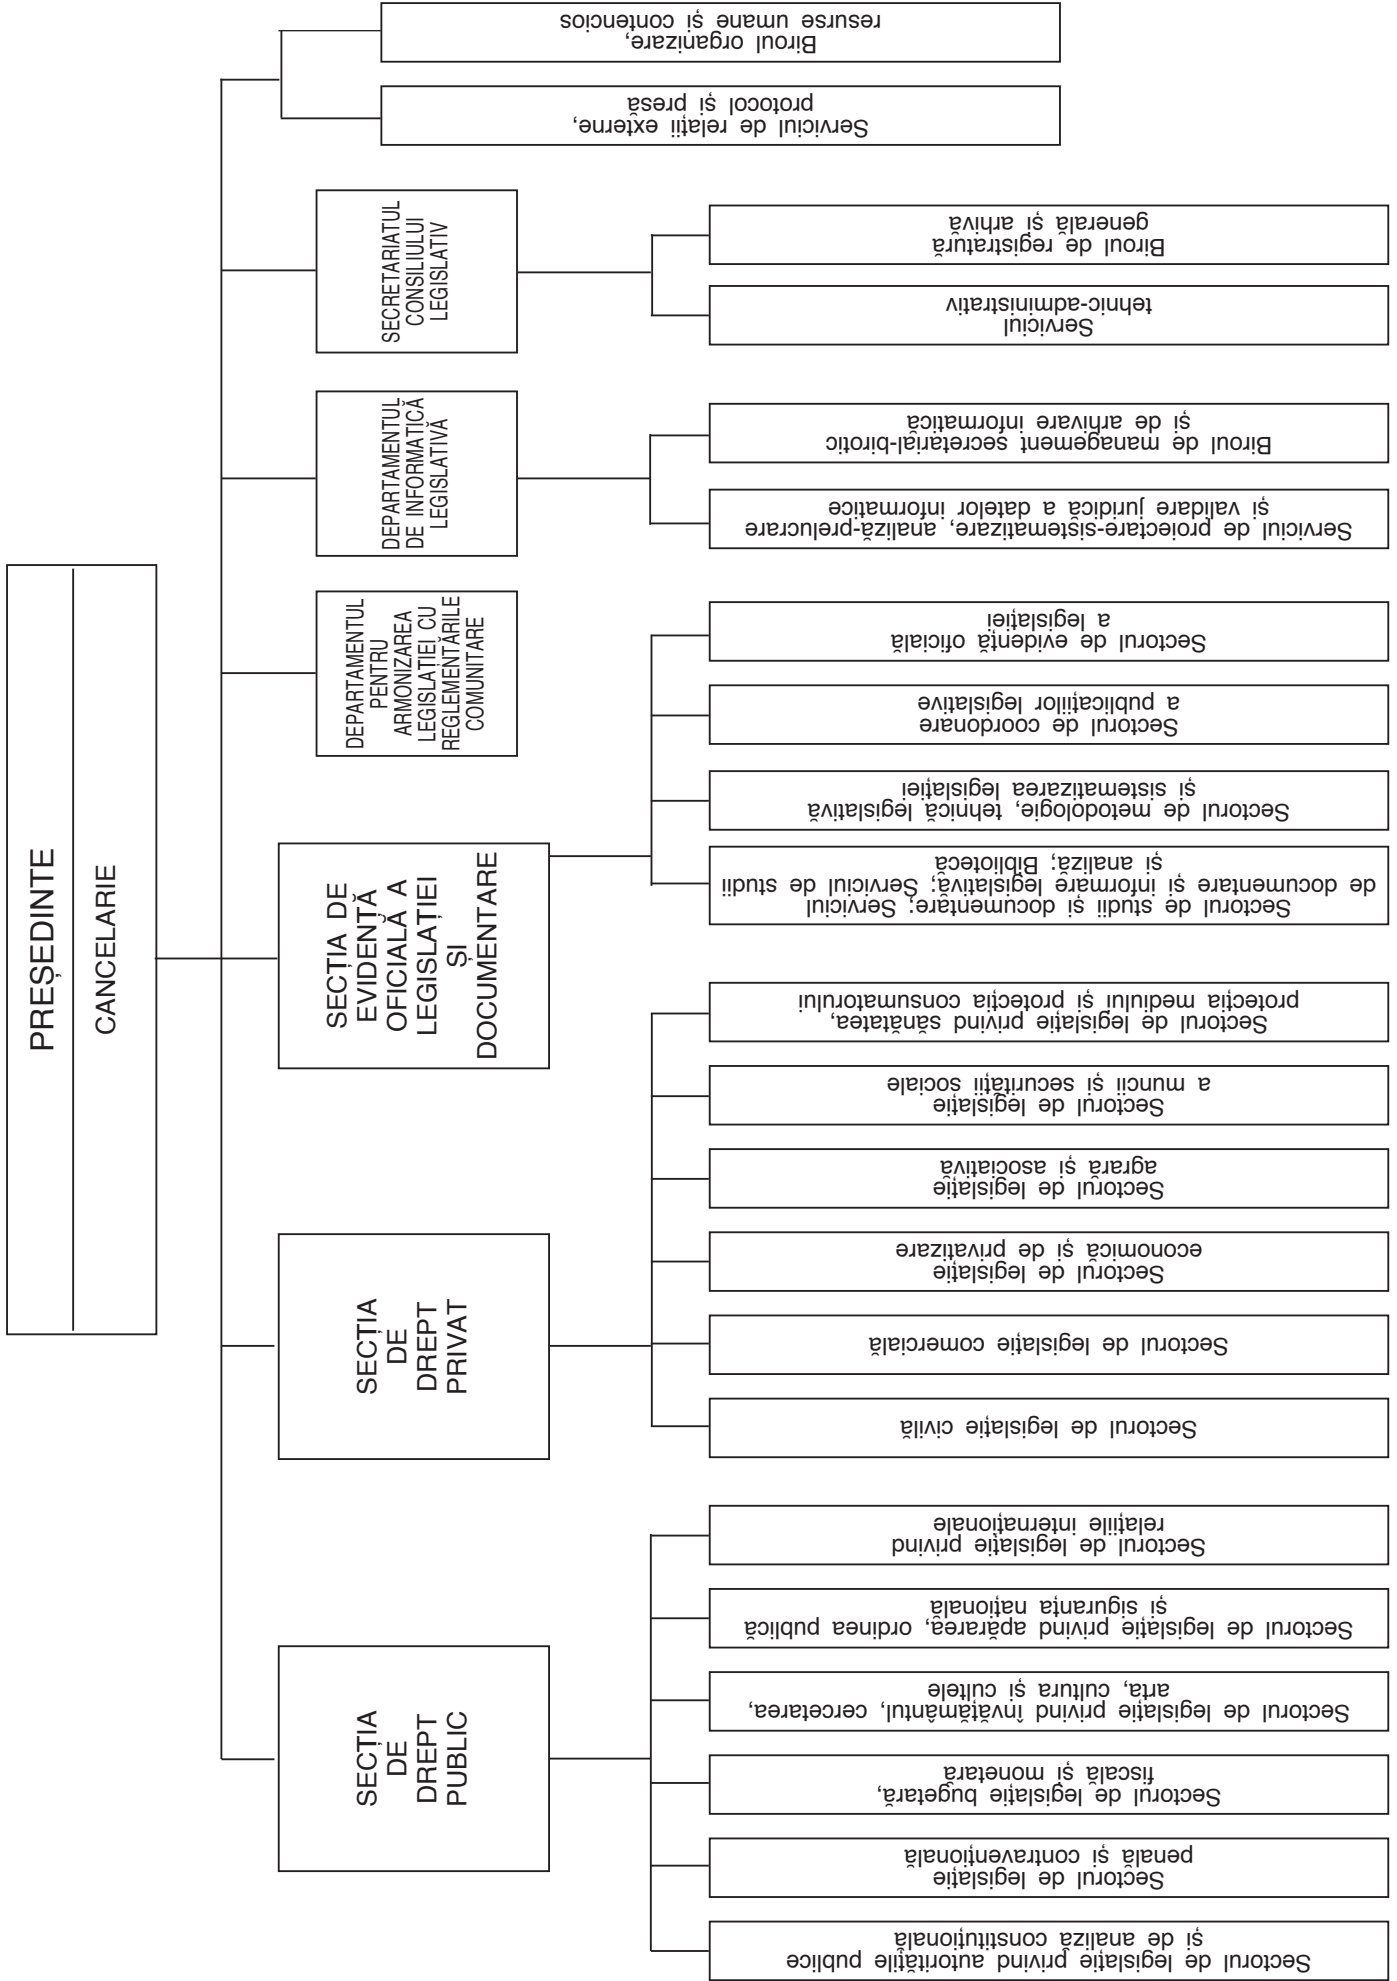 PREȘEDINTE
CANCELARIE
SECȚIA
DE
DREPT
PUBLIC
SECȚIA
DE
DREPT
PRIVAT
SECȚIA DE
EVIDENȚĂ
OFICIALĂ A
LEGISLAȚIEI
ȘI
DOCUMENTARE
DEPARTAMENTUL
PENTRU
ARMONIZAREA
LEGISLAȚIEI CU
REGLEMENTĂRILE
COMUNITARE
DEPARTAMENTUL
DE INFORMATICĂ
LEGISLATIVĂ
SECRETARIATUL
CONSILIULUI
LEGISLATIV
Serviciul de relații externe,
protocol și presă
Biroul organizare,
resurse umane și contencios
Sectorul de legislație privind autoritățile publice
și de analiză constituțională
Sectorul de legislație
penală și contravențională
Sectorul de legislație bugetară,
fiscală și monetară
Sectorul de legislație privind învățământul, cercetarea,
arta, cultura și cultele
Sectorul de legislație privind apărarea, ordinea publică
și siguranța națională
Sectorul de legislație privind
relațiile internaționale
Sectorul de legislație civilă
Sectorul de legislație comercială
Sectorul de legislație
economică și de privatizare
Sectorul de legislație
agrară și asociativă
Sectorul de legislație
a muncii și securității sociale
Sectorul de legislație privind sănătatea,
protecția mediului și protecția consumatorului
Sectorul de studii și documentare; Serviciul
de documentare și informare legislativă; Serviciul de studii
și analiză; Bibliotecă
Sectorul de metodologie, tehnică legislativă
și sistematizarea legislației
Sectorul de coordonare
a publicațiilor legislative
Sectorul de evidență oficială
a legislației
Serviciul de proiectare-sistematizare, analiză-prelucrare
și validare juridică a datelor informatice
Biroul de management secretarial-birotic
și de arhivare informatică
Serviciul
tehnic-administrativ
Biroul de registratură
generală și arhivă